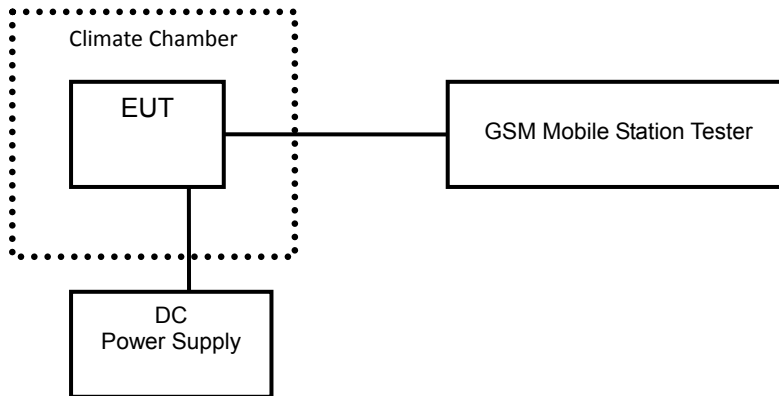 Climate Chamber
EUT
GSM Mobile Station Tester
DC
Power Supply